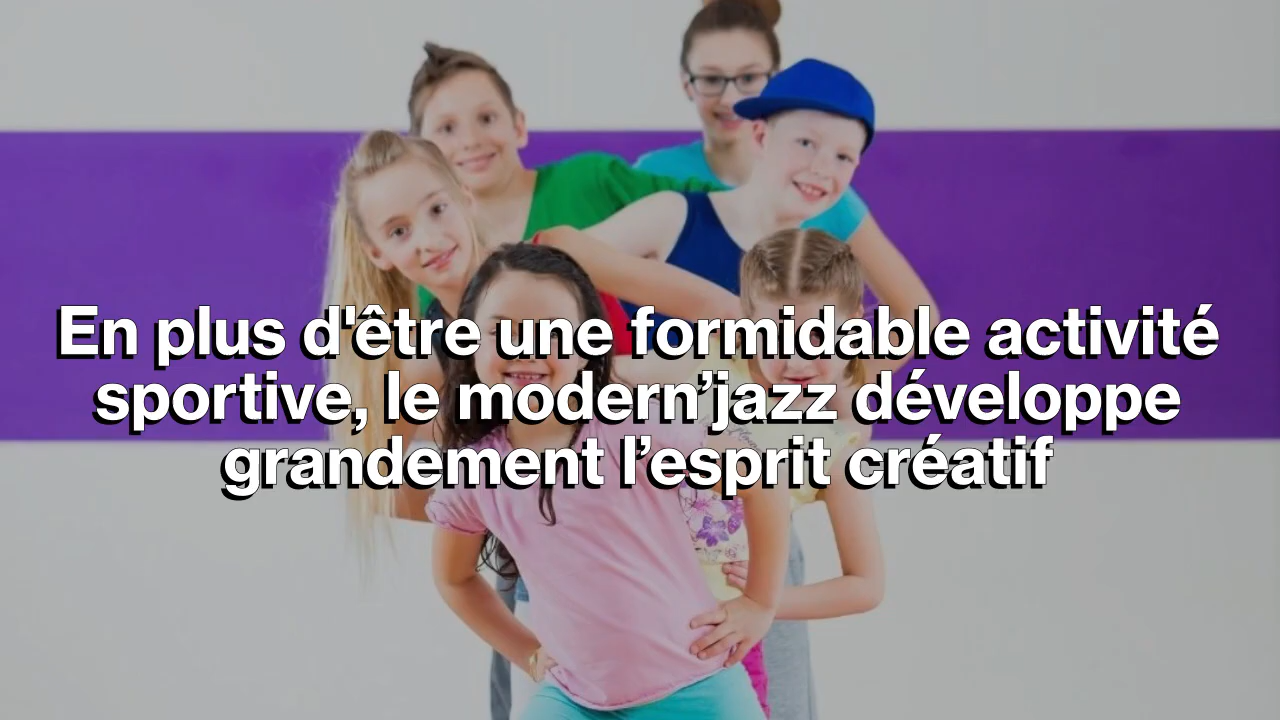 En plus d'être une formidable activité
sportive, le modern’jazz développe
grandement l’esprit créatif